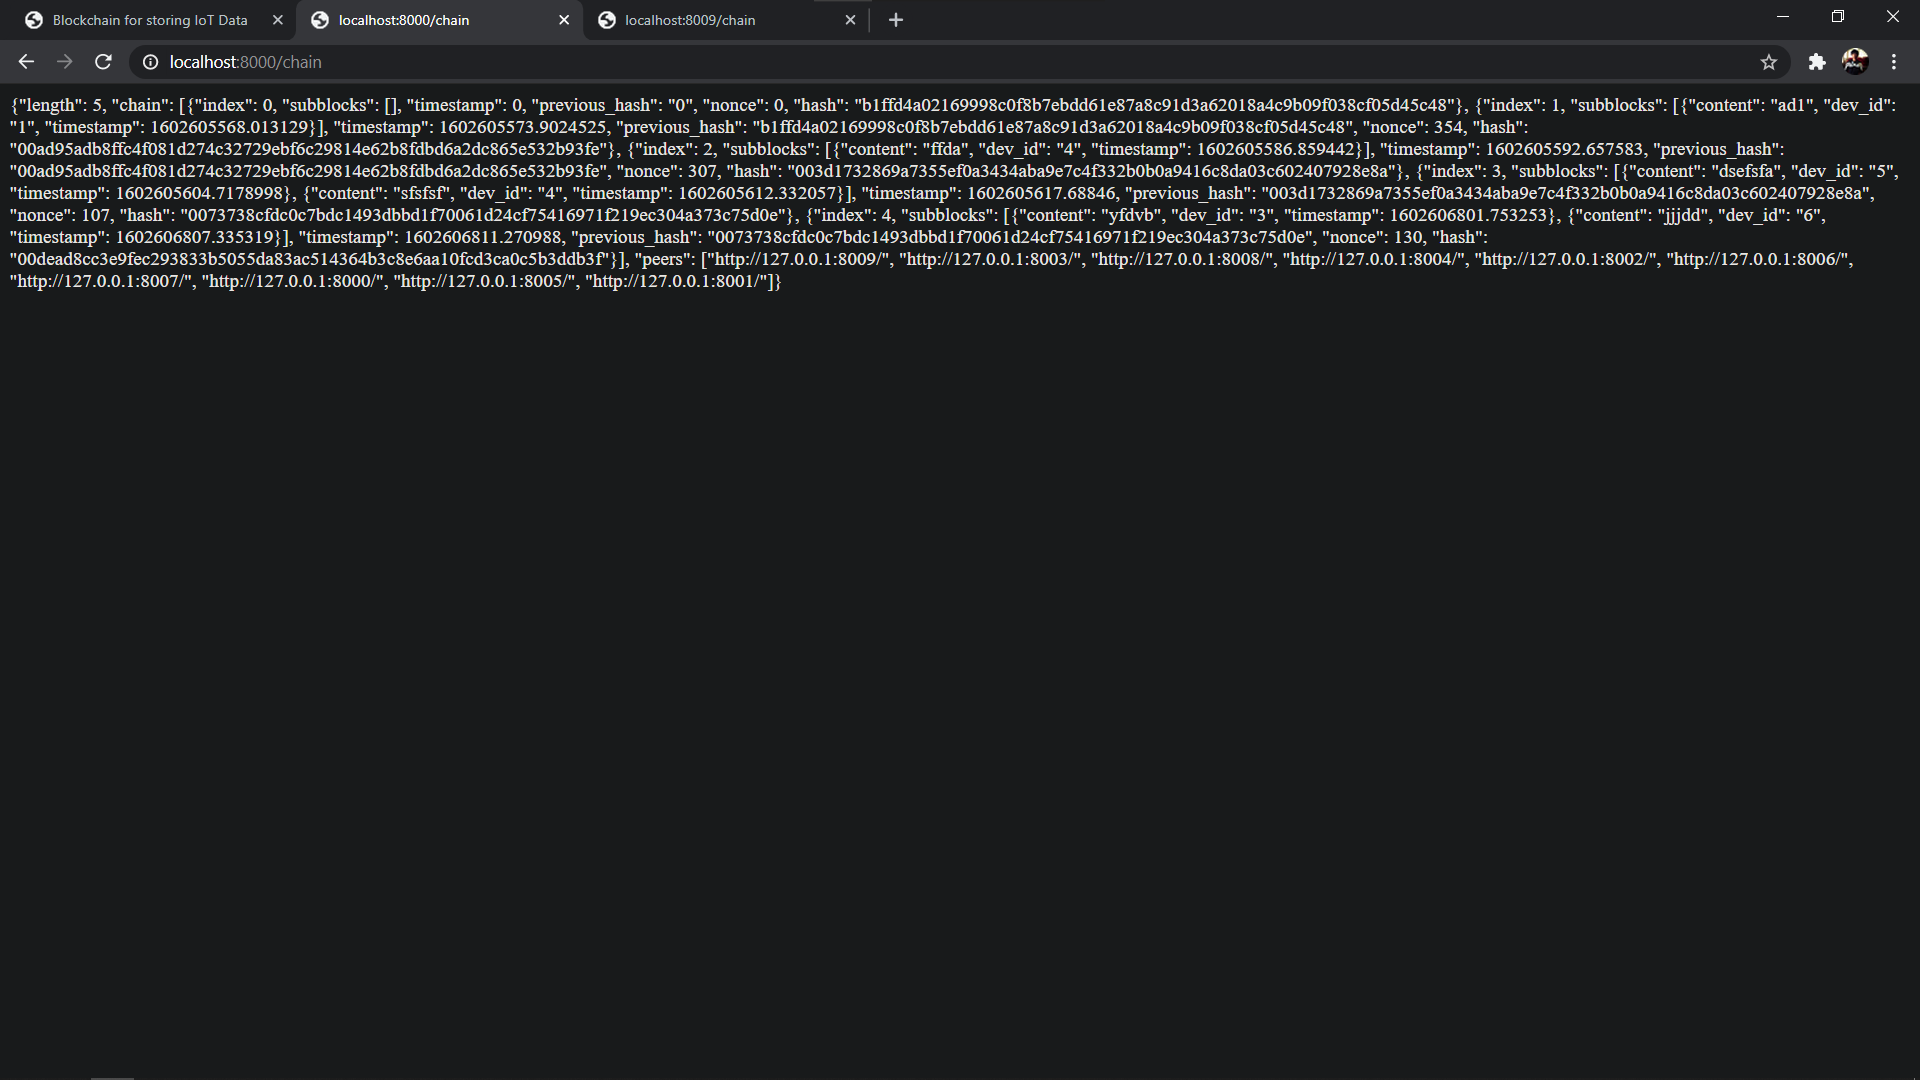 Blockchain for storing IoT Data
localhost:8000/chain
localhost:8009/chain
localhost:8000/chain
{"length": 5, "chain": [{"index": 0, "subblocks": [], "timestamp": 0, "previous_hash": "0", "nonce": 0, "hash": "b1ffd4a02169998c0f8b7ebdd61e87a8c91d3a62018a4c9b09f038cf05d45c48"}, {"index": 1, "subblocks": [{"content": "ad1", "dev_id":
"1", "timestamp": 1602605568.013129}], "timestamp": 1602605573.9024525, "previous_hash": "b1ffd4a02169998c0f8b7ebdd61e87a8c91d3a62018a4c9b09f038cf05d45c48", "nonce": 354, "hash":
"00ad95adb8ffc4f081d274c32729ebf6c29814e62b8fdbd6a2dc865e532b93fe"}, {"index": 2, "subblocks": [{"content": "ffda", "dev_id": "4", "timestamp": 1602605586.859442}], "timestamp": 1602605592.657583, "previous_hash":
"00ad95adb8ffc4f081d274c32729ebf6c29814e62b8fdbd6a2dc865e532b93fe", "nonce": 307, "hash": "003d1732869a7355ef0a3434aba9e7c4f332b0b0a9416c8da03c602407928e8a"}, {"index": 3, "subblocks": [{"content": "dsefsfa", "dev_id": "5",
"timestamp": 1602605604.7178998}, {"content": "sfsfsf", "dev_id": "4", "timestamp": 1602605612.332057}], "timestamp": 1602605617.68846, "previous_hash": "003d1732869a7355ef0a3434aba9e7c4f332b0b0a9416c8da03c602407928e8a",
"nonce": 107, "hash": "0073738cfdc0c7bdc1493dbbd1f70061d24cf75416971f219ec304a373c75d0e"}, {"index": 4, "subblocks": [{"content": "yfdvb", "dev_id": "3", "timestamp": 1602606801.753253}, {"content": "jjjdd", "dev_id": "6",
"timestamp": 1602606807.335319}], "timestamp": 1602606811.270988, "previous_hash": "0073738cfdc0c7bdc1493dbbd1f70061d24cf75416971f219ec304a373c75d0e", "nonce": 130, "hash":
"00dead8cc3e9fec293833b5055da83ac514364b3c8e6aa10fcd3ca0c5b3ddb3f"}], "peers": ["http://127.0.0.1:8009/", "http://127.0.0.1:8003/", "http://127.0.0.1:8008/", "http://127.0.0.1:8004/", "http://127.0.0.1:8002/", "http://127.0.0.1:8006/",
"http://127.0.0.1:8007/", "http://127.0.0.1:8000/", "http://127.0.0.1:8005/", "http://127.0.0.1:8001/"]}